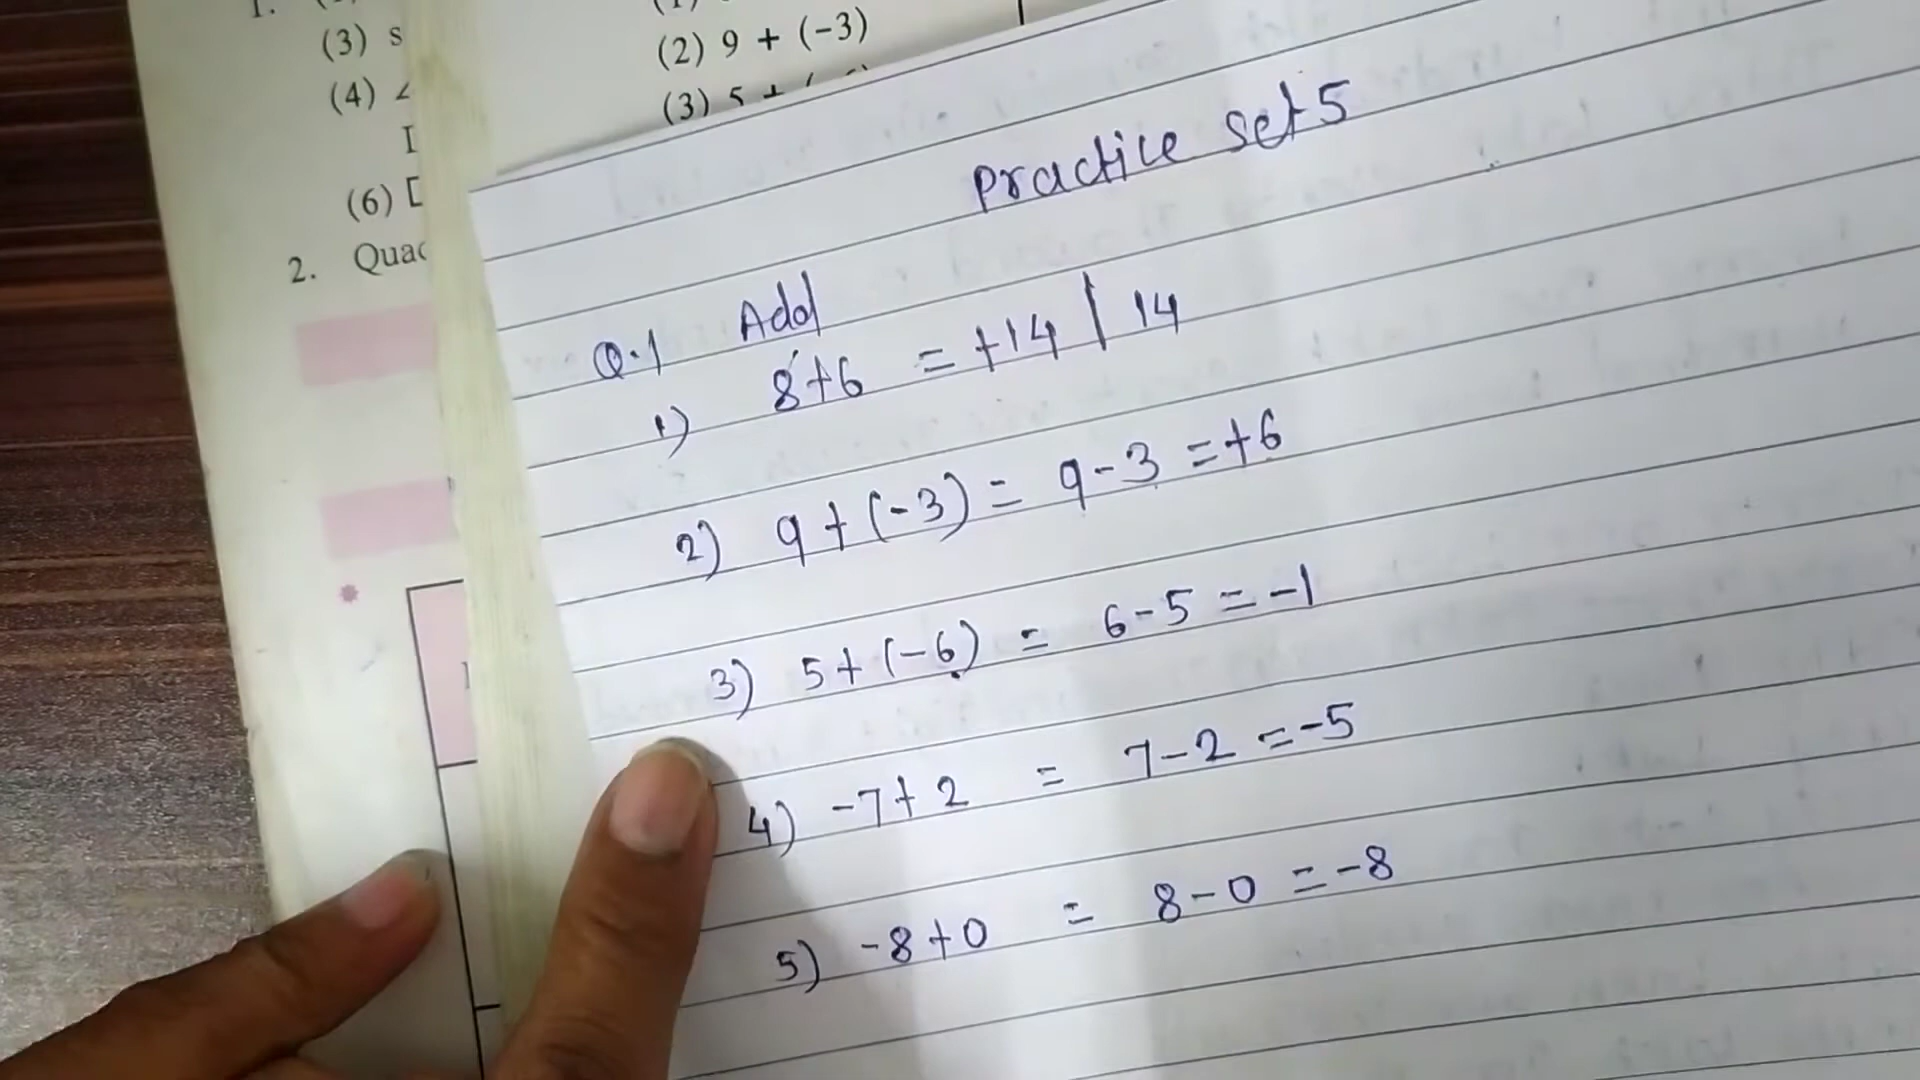 1.
(3) s
(4) ∠
I
(6) [
2. Quad
(2) 9 + (-3)
(3) 5 +
Practice set 5
Q.1 Add
1) 8+6 = +14 | 14
2) 9+(-3) = 9-3 = +6
3) 5+(-6) = 6-5 = -1
4) -7+2 = 7-2 = -5
5) -8+0 = 8-0 = -8